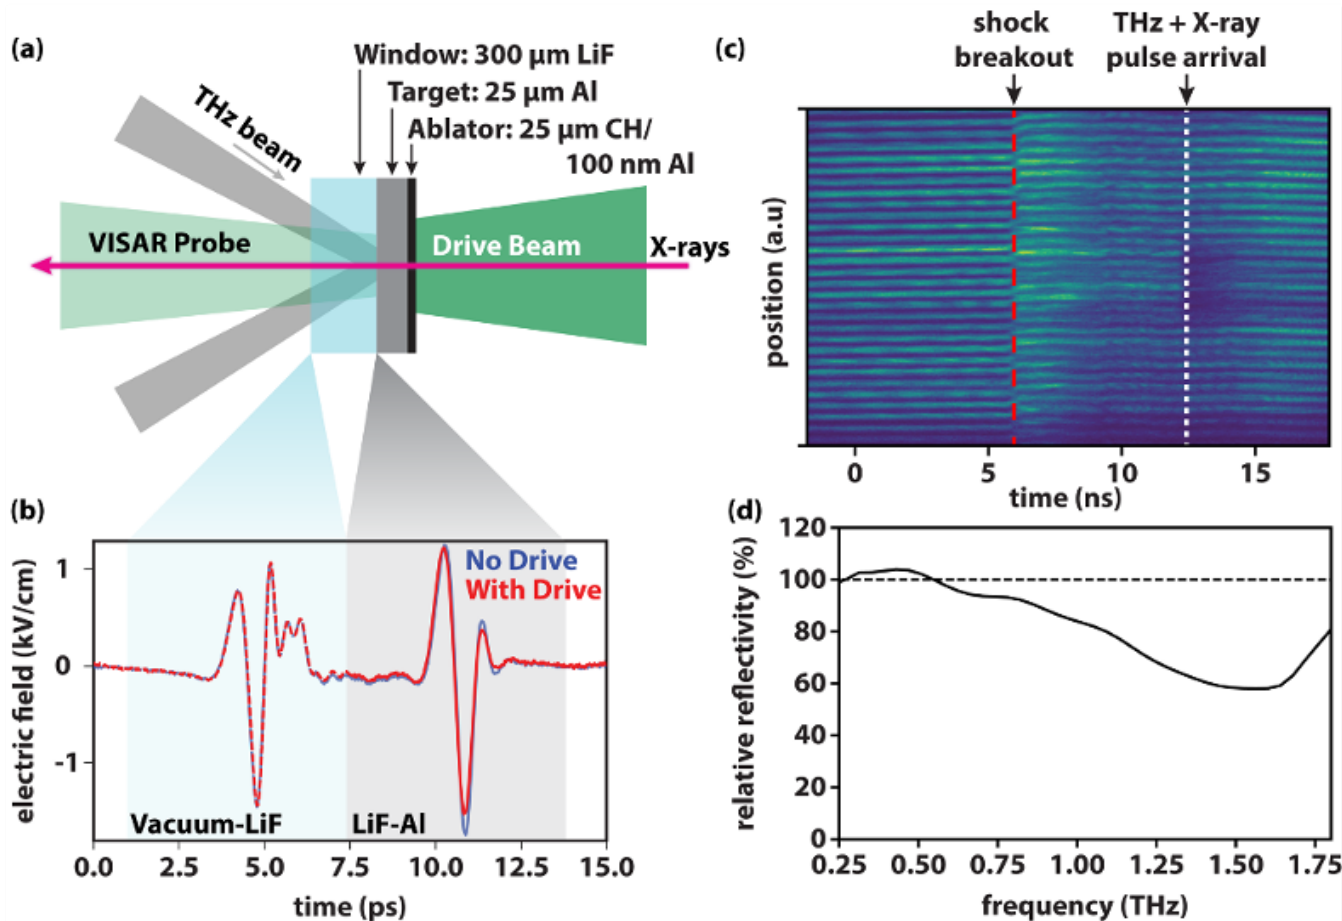 (a)
Window: 300 µm LiF
Target: 25 µm Al
Ablator: 25 µm CH/
100 nm Al
THz beam
VISAR Probe
Drive Beam
X-rays
(b)
No Drive
With Drive
Vacuum-LiF
LiF-Al
electric field (kV/cm)
1
0
-1
0.0 2.5 5.0 7.5 10.0 12.5 15.0
time (ps)
(c)
shock
breakout
THz + X-ray
pulse arrival
position (a.u)
0 5 10 15
time (ns)
(d)
relative reflectivity (%)
120
100
80
60
40
20
0
0.25 0.50 0.75 1.00 1.25 1.50 1.75
frequency (THz)